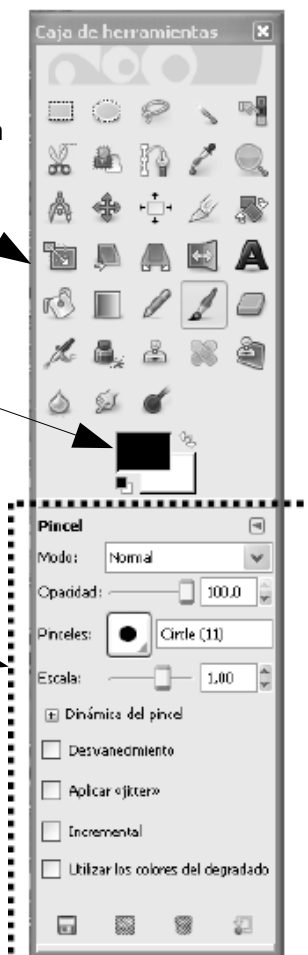 Caja de herramientas
Pincel
Modo: Normal
Opacidad: 100.0
Pinceles: Circle (11)
Escala: 1.00
Dinámica del pincel
Desvanecimiento
Aplicar «jitter»
Incremental
Utilizar los colores del degradado